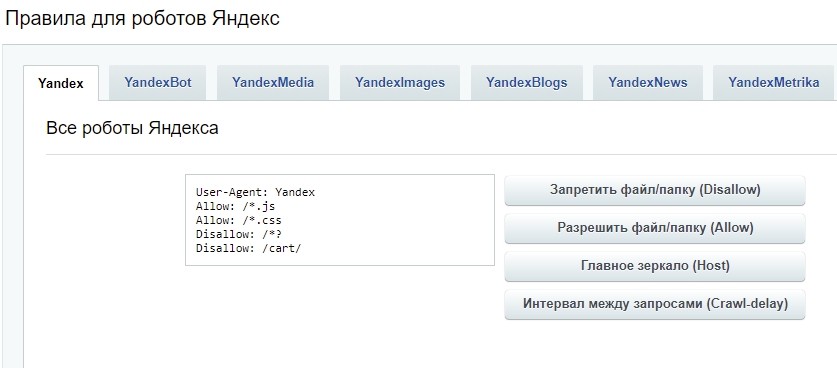 Правила для роботов Яндекс
Yandex YandexBot YandexMedia YandexImages YandexBlogs YandexNews YandexMetrika
Все роботы Яндекса
User-Agent: Yandex
Allow: /*.js
Allow: /*.css
Disallow: /*?
Disallow: /cart/
Запретить файл/папку (Disallow)
Разрешить файл/папку (Allow)
Главное зеркало (Host)
Интервал между запросами (Crawl-delay)